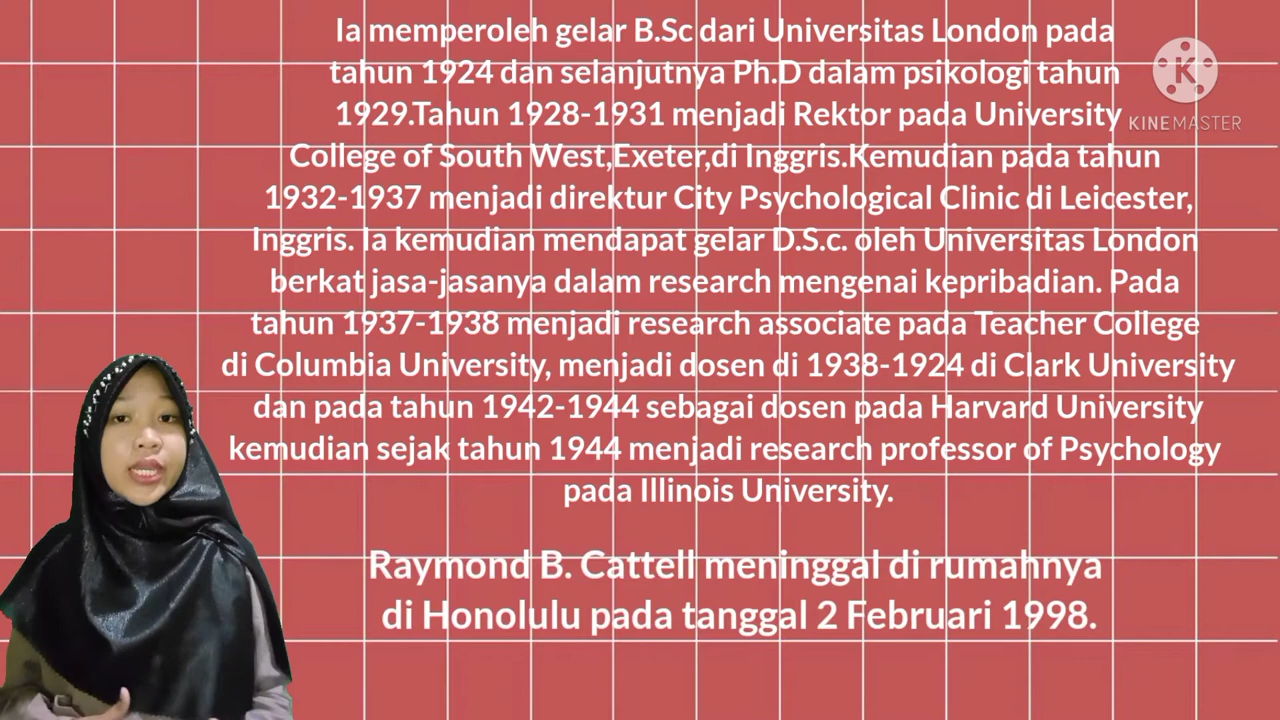 Ia memperoleh gelar B.Sc dari Universitas London pada
tahun 1924 dan selanjutnya Ph.D dalam psikologi tahun
1929.Tahun 1928-1931 menjadi Rektor pada University
College of South West,Exeter,di Inggris.Kemudian pada tahun
1932-1937 menjadi direktur City Psychological Clinic di Leicester,
Inggris. Ia kemudian mendapat gelar D.S.c. oleh Universitas London
berkat jasa-jasanya dalam research mengenai kepribadian. Pada
tahun 1937-1938 menjadi research associate pada Teacher College
di Columbia University, menjadi dosen di 1938-1924 di Clark University
dan pada tahun 1942-1944 sebagai dosen pada Harvard University
kemudian sejak tahun 1944 menjadi research professor of Psychology
pada Illinois University.
Raymond B. Cattell meninggal di rumahnya
di Honolulu pada tanggal 2 Februari 1998.
K
KINEMASTER